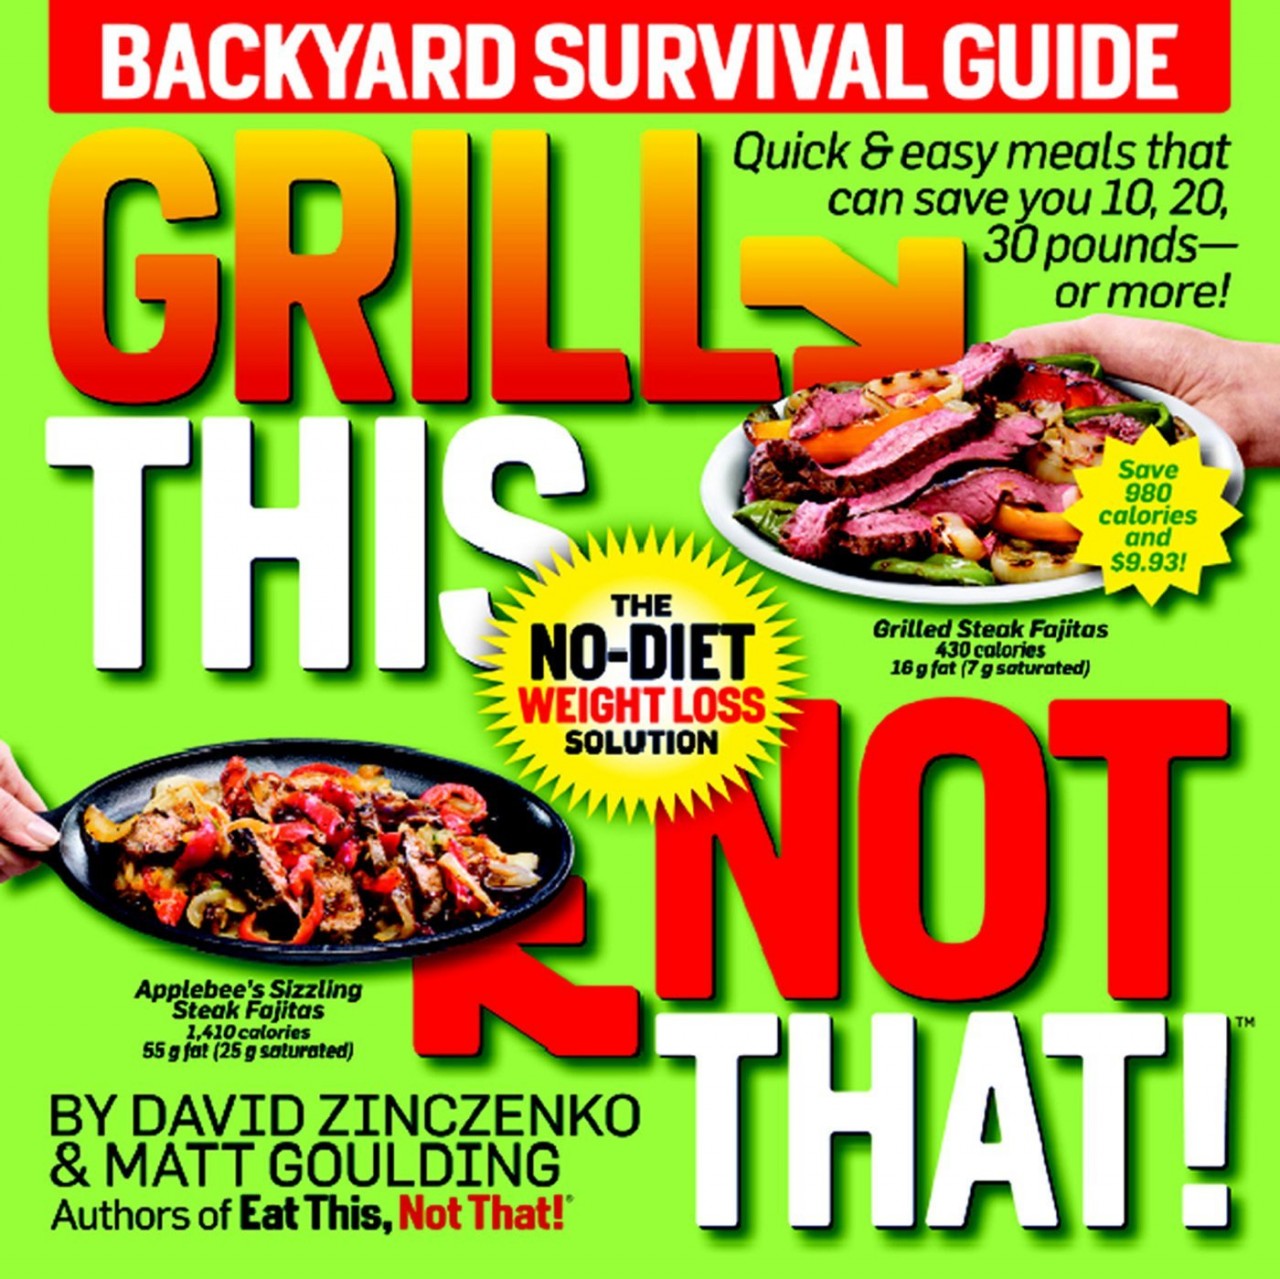 BACKYARD SURVIVAL GUIDE
GRILL
THIS
Quick & easy meals that
can save you 10, 20,
30 pounds—
or more!
Save
980
calories
and
$9.93!
Grilled Steak Fajitas
430 calories
16 g fat (7 g saturated)
THE
NO-DIET
WEIGHT LOSS
SOLUTION
NOT
THAT!™
Applebee's Sizzling
Steak Fajitas
1,410 calories
55 g fat (25 g saturated)
BY DAVID ZINCZENKO
& MATT GOULDING
Authors of Eat This, Not That!®